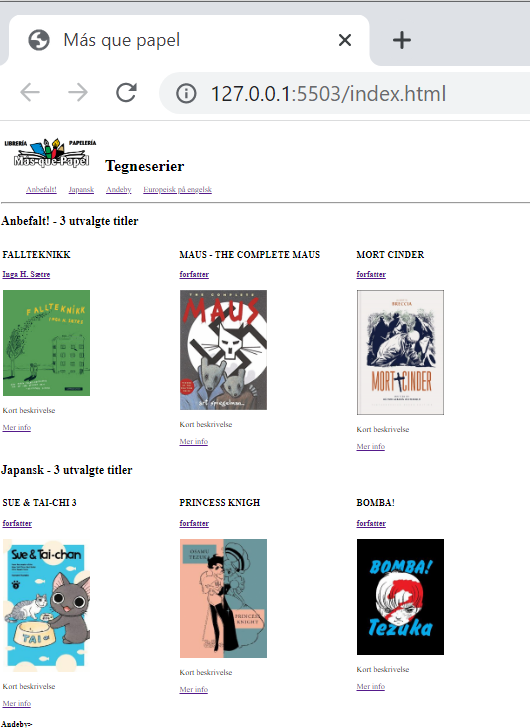 Más que papel
127.0.0.1:5503/index.html
LIBRERÍA PAPELERÍA
Más que Papel
Tegneserier
Anbefalt! Japansk Andeby Europeisk på engelsk
Anbefalt! - 3 utvalgte titler
FALLTEKNIKK MAUS - THE COMPLETE MAUS MORT CINDER
Inga H. Sætre forfatter forfatter
FALLTEKNIKK
INGA H. SÆTRE
THE COMPLETE
MAUS
art spiegelman
BRECCIA
MORT CINDER
Kort beskrivelse Kort beskrivelse Kort beskrivelse
Mer info Mer info Mer info
Japansk - 3 utvalgte titler
SUE & TAI-CHI 3 PRINCESS KNIGH BOMBA!
forfatter forfatter forfatter
Sue & Tai-chan
TAI
OSAMU
TEZUKA
PRINCESS
KNIGHT
BOMBA!
Tezuka
Kort beskrivelse Kort beskrivelse Kort beskrivelse
Mer info Mer info Mer info
Andeby>